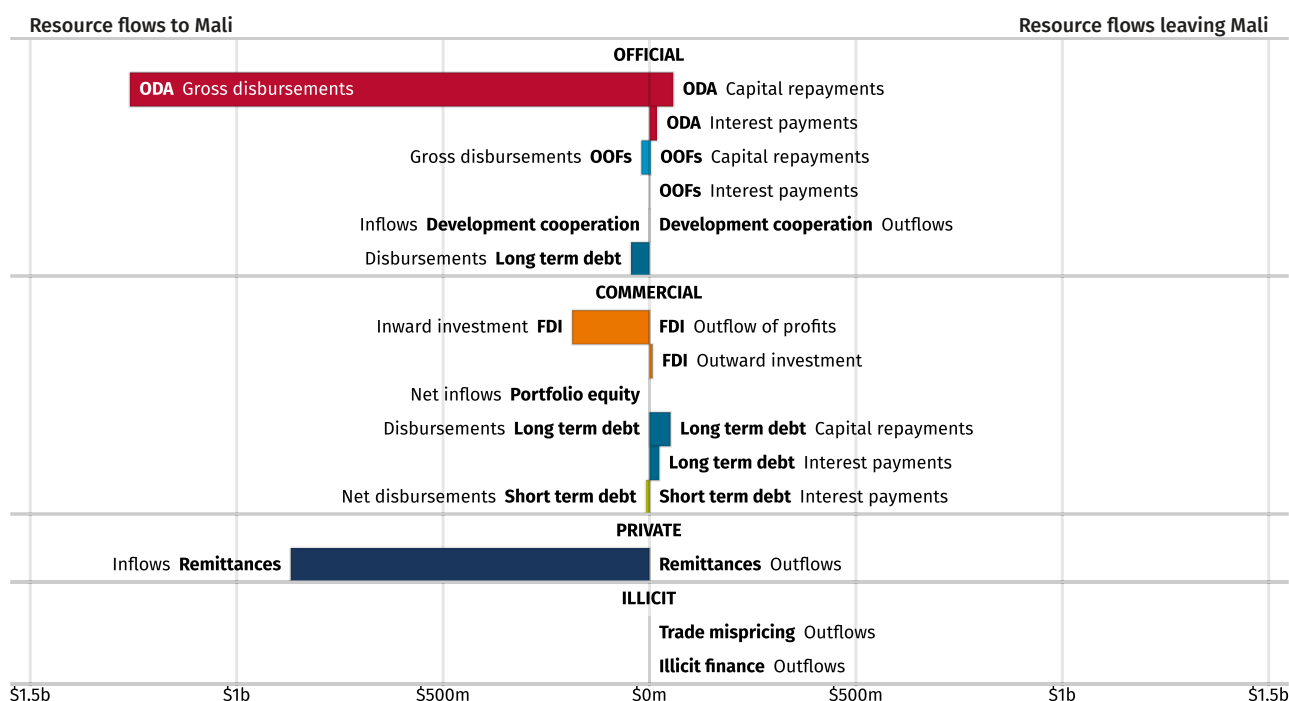 Resource flows to Mali Resource flows leaving Mali
OFFICIAL
ODA Gross disbursements ODA Capital repayments
ODA Interest payments
Gross disbursements OOFs OOFs Capital repayments
OOFs Interest payments
Inflows Development cooperation Development cooperation Outflows
Disbursements Long term debt
COMMERCIAL
Inward investment FDI FDI Outflow of profits
FDI Outward investment
Net inflows Portfolio equity
Disbursements Long term debt Long term debt Capital repayments
Long term debt Interest payments
Net disbursements Short term debt Short term debt Interest payments
PRIVATE
Inflows Remittances Remittances Outflows
ILLICIT
Trade mispricing Outflows
Illicit finance Outflows
$1.5b $1b $500m $0m $500m $1b $1.5b